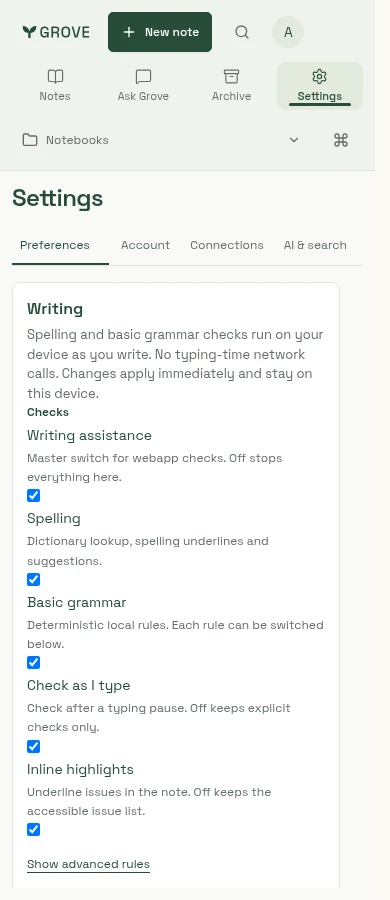 GROVE
New note
A
Notes
Ask Grove
Archive
Settings
Notebooks
Settings
Preferences
Account
Connections
AI & search
Writing
Spelling and basic grammar checks run on your
device as you write. No typing-time network
calls. Changes apply immediately and stay on
this device.
Checks
Writing assistance
Master switch for webapp checks. Off stops
everything here.
Spelling
Dictionary lookup, spelling underlines and
suggestions.
Basic grammar
Deterministic local rules. Each rule can be switched
below.
Check as I type
Check after a typing pause. Off keeps explicit
checks only.
Inline highlights
Underline issues in the note. Off keeps the
accessible issue list.
Show advanced rules